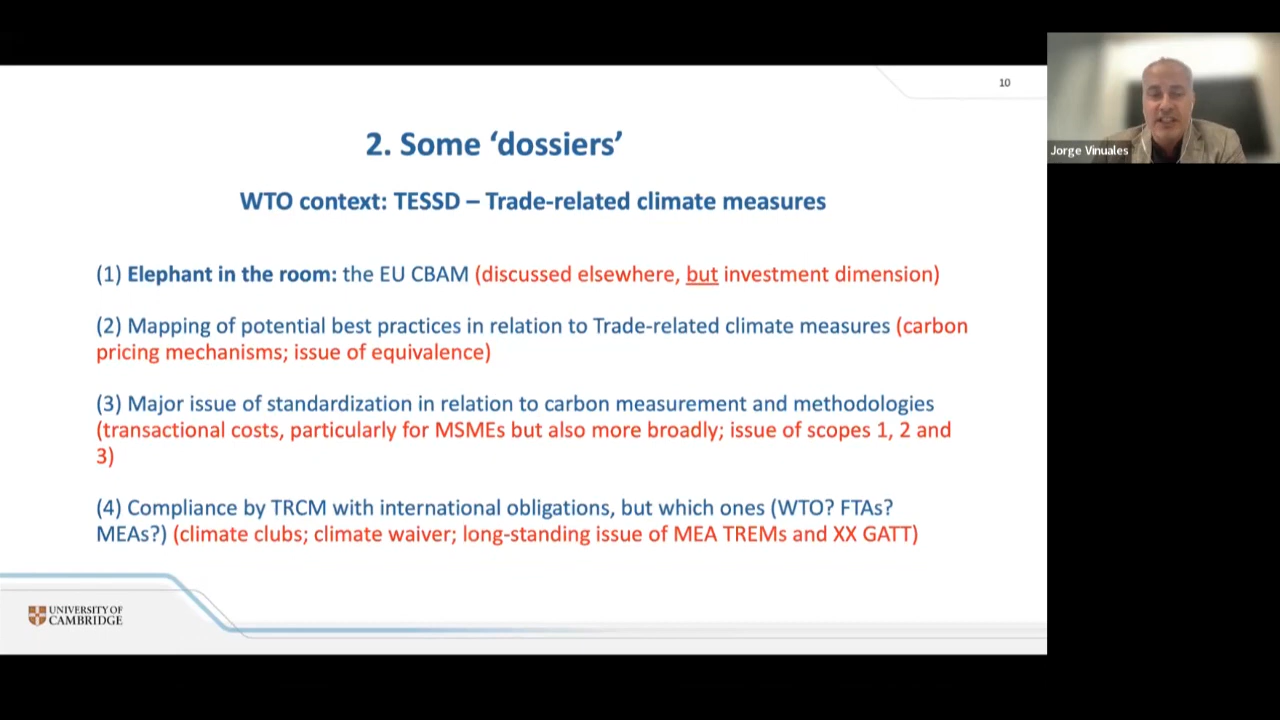 10
2. Some ‘dossiers’
WTO context: TESSD – Trade-related climate measures
(1) Elephant in the room: the EU CBAM (discussed elsewhere, but investment dimension)
(2) Mapping of potential best practices in relation to Trade-related climate measures (carbon
pricing mechanisms; issue of equivalence)
(3) Major issue of standardization in relation to carbon measurement and methodologies
(transactional costs, particularly for MSMEs but also more broadly; issue of scopes 1, 2 and
3)
(4) Compliance by TRCM with international obligations, but which ones (WTO? FTAs?
MEAs?) (climate clubs; climate waiver; long-standing issue of MEA TREMs and XX GATT)
UNIVERSITY OF
CAMBRIDGE
Jorge Vinuales